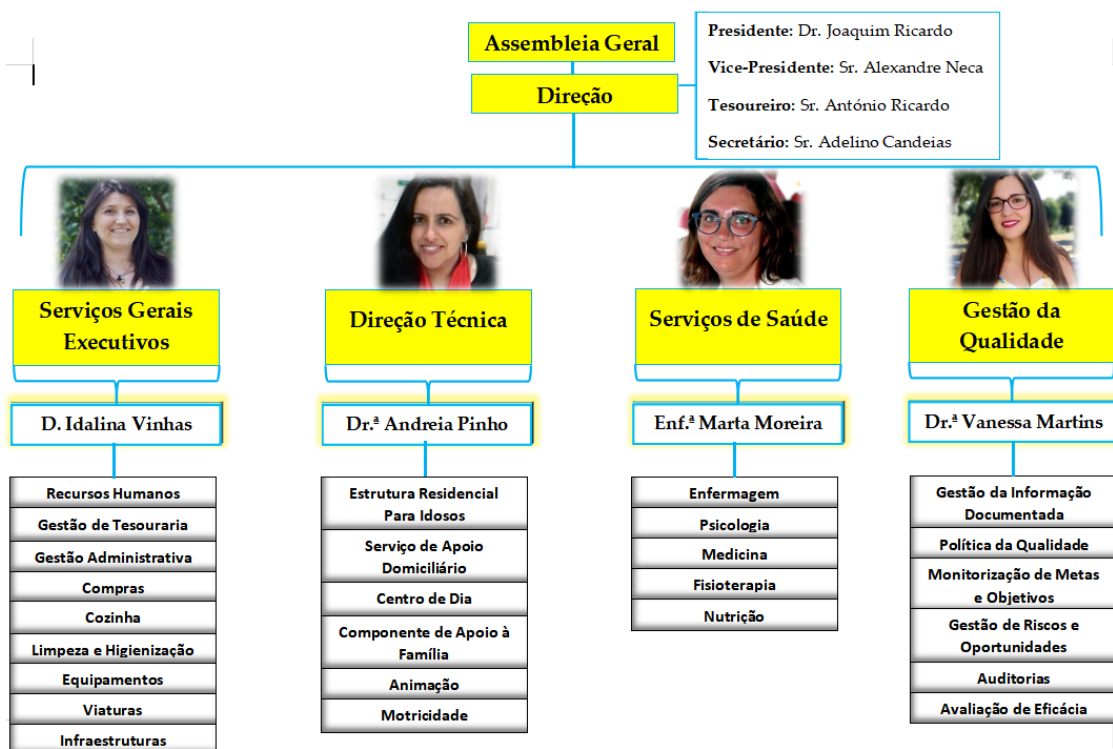 Assembleia Geral
Direção
Presidente: Dr. Joaquim Ricardo
Vice-Presidente: Sr. Alexandre Neca
Tesoureiro: Sr. António Ricardo
Secretário: Sr. Adelino Candeias
Serviços Gerais
Executivos
D. Idalina Vinhas
Recursos Humanos
Gestão de Tesouraria
Gestão Administrativa
Compras
Cozinha
Limpeza e Higienização
Equipamentos
Viaturas
Infraestruturas
Direção Técnica
Dr.ª Andreia Pinho
Estrutura Residencial
Para Idosos
Serviço de Apoio
Domiciliário
Centro de Dia
Componente de Apoio à
Família
Animação
Motricidade
Serviços de Saúde
Enf.ª Marta Moreira
Enfermagem
Psicologia
Medicina
Fisioterapia
Nutrição
Gestão da
Qualidade
Dr.ª Vanessa Martins
Gestão da Informação
Documentada
Política da Qualidade
Monitorização de Metas
e Objetivos
Gestão de Riscos e
Oportunidades
Auditorias
Avaliação de Eficácia